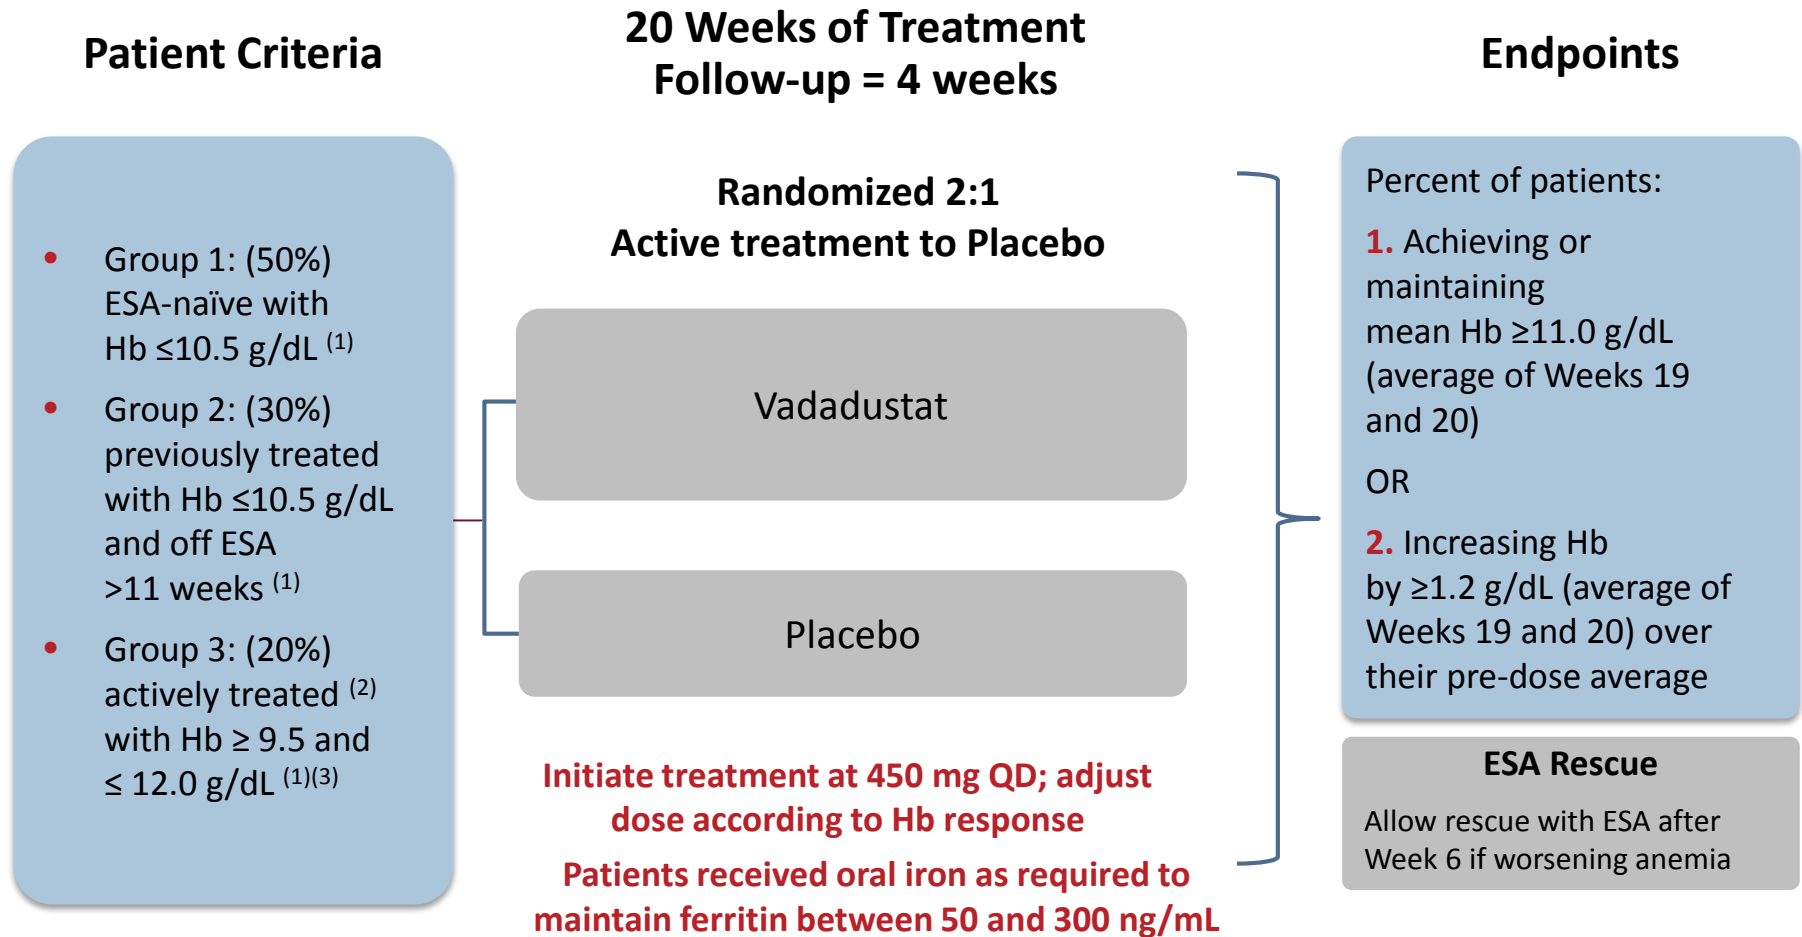 Patient Criteria
20 Weeks of Treatment
Follow-up = 4 weeks
Endpoints
• Group 1: (50%)
ESA-naïve with
Hb ≤10.5 g/dL (1)
• Group 2: (30%)
previously treated
with Hb ≤10.5 g/dL
and off ESA
>11 weeks (1)
• Group 3: (20%)
actively treated (2)
with Hb ≥ 9.5 and
≤ 12.0 g/dL (1)(3)
Randomized 2:1
Active treatment to Placebo
Vadadustat
Placebo
Initiate treatment at 450 mg QD; adjust
dose according to Hb response
Patients received oral iron as required to
maintain ferritin between 50 and 300 ng/mL
Percent of patients:
1. Achieving or
maintaining
mean Hb ≥11.0 g/dL
(average of Weeks 19
and 20)
OR
2. Increasing Hb
by ≥1.2 g/dL (average of
Weeks 19 and 20) over
their pre-dose average
ESA Rescue
Allow rescue with ESA after
Week 6 if worsening anemia